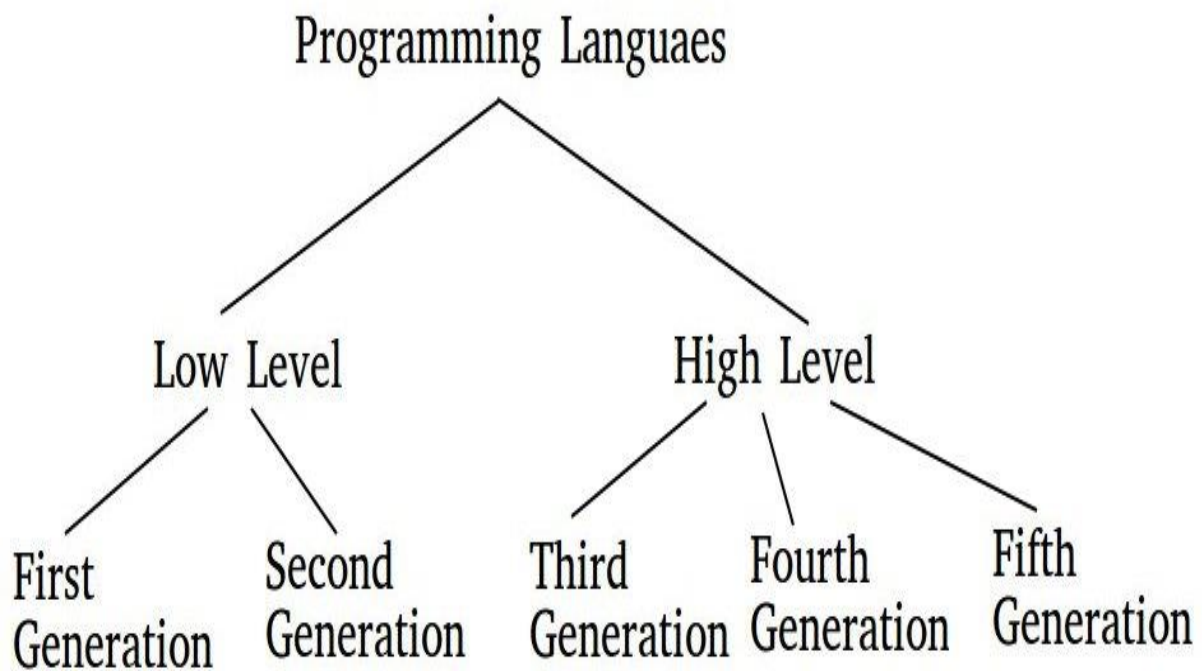 Programming Languaes
Low Level
High Level
First
Generation
Second
Generation
Third
Generation
Fourth
Generation
Fifth
Generation